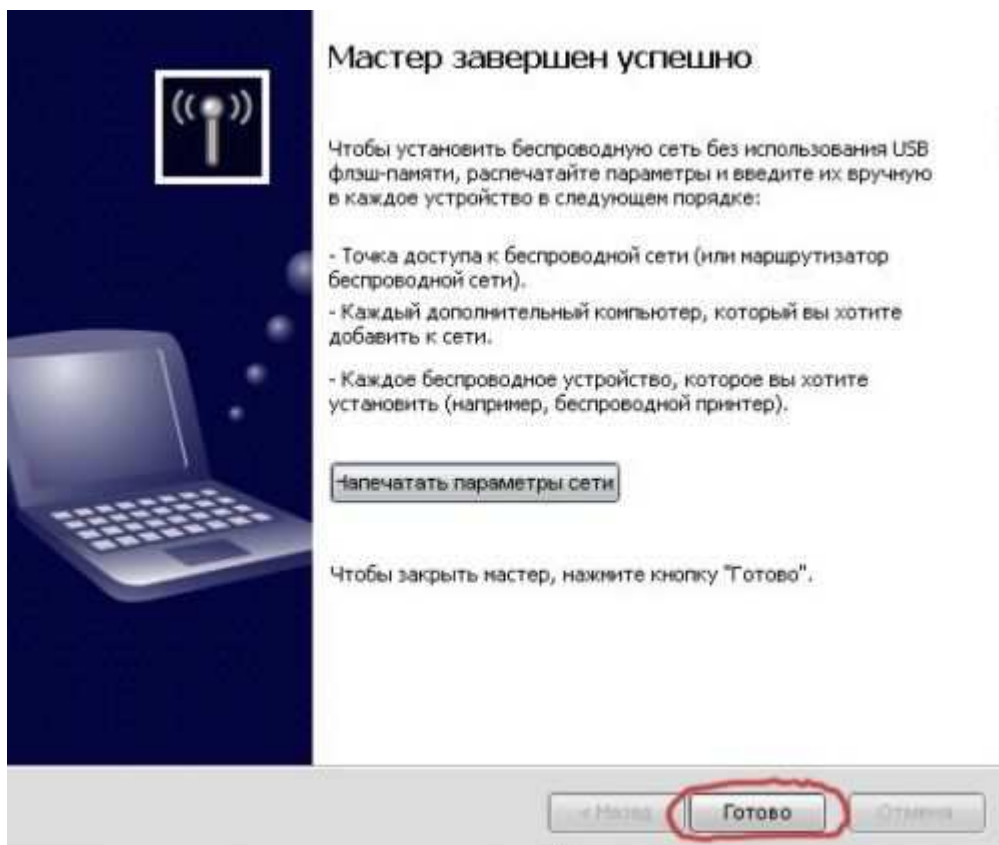 Мастер завершен успешно
Чтобы установить беспроводную сеть без использования USB
флэш-памяти, распечатайте параметры и введите их вручную
в каждое устройство в следующем порядке:
- Точка доступа к беспроводной сети (или маршрутизатор
беспроводной сети).
- Каждый дополнительный компьютер, который вы хотите
добавить к сети.
- Каждое беспроводное устройство, которое вы хотите
установить (например, беспроводной принтер).
Напечатать параметры сети
Чтобы закрыть мастер, нажмите кнопку "Готово".
< Назад Готово Отмена